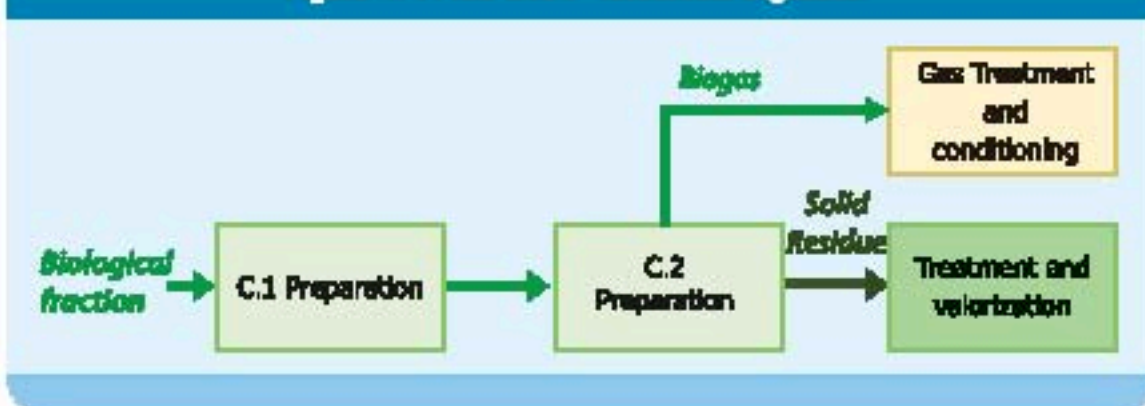 Biogas
Gas Treatment
and
conditioning
Solid
Residue
Biological
fraction
C.1 Preparation
C.2
Preparation
Treatment and
valorization